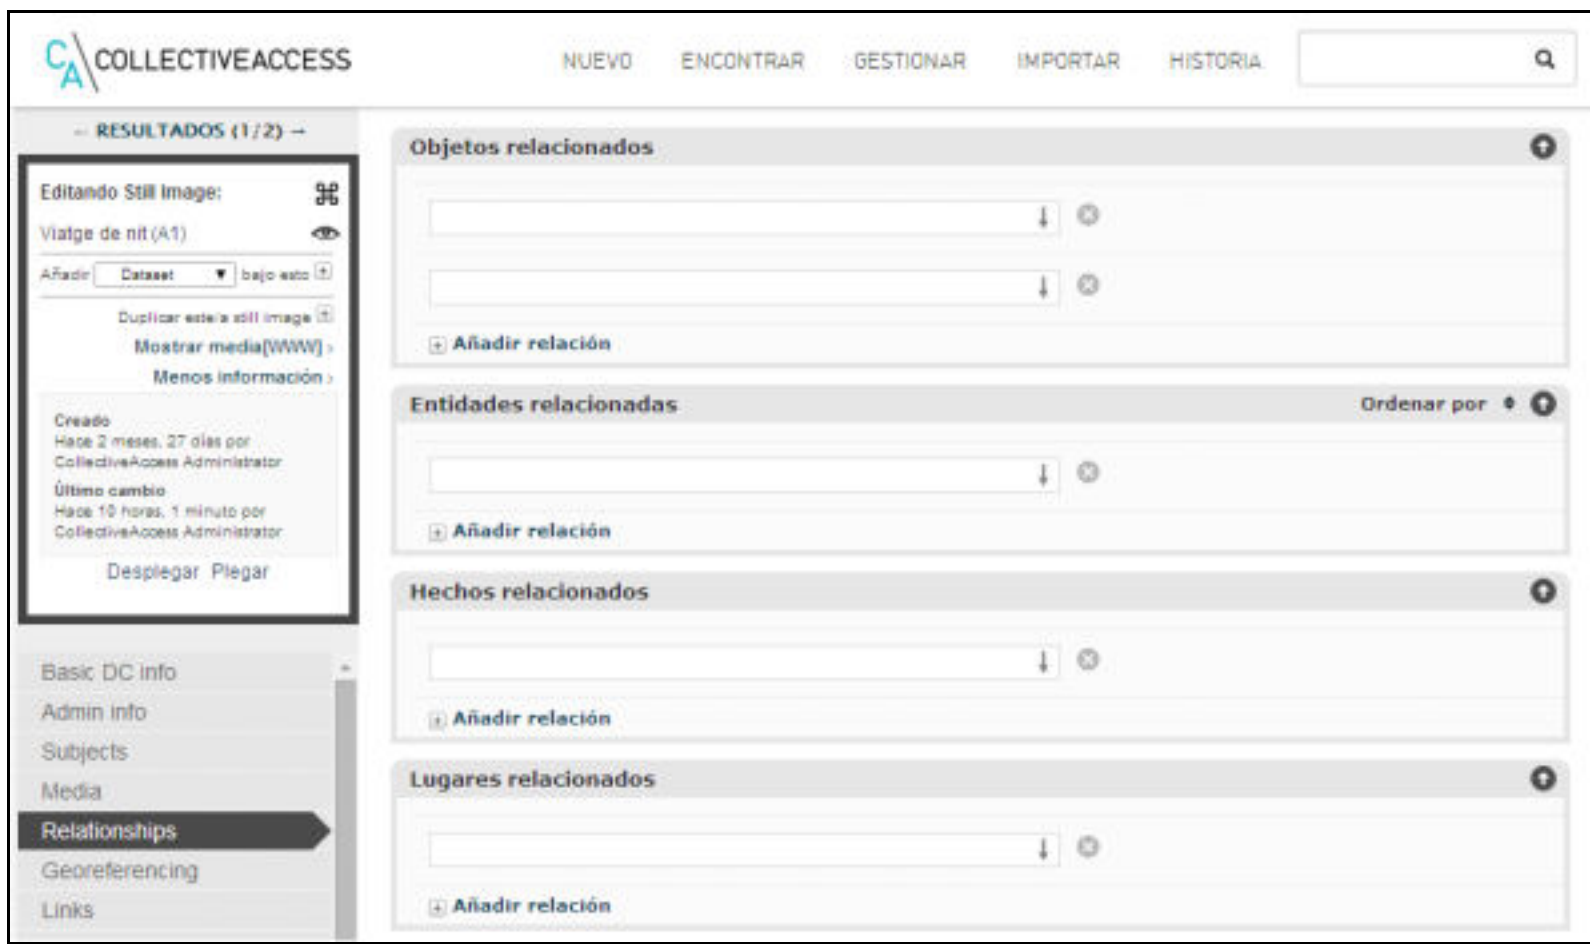 CA COLLECTIVEACCESS
NUEVO ENCONTRAR GESTIONAR IMPORTAR HISTORIA
← RESULTADOS (1/2) →
Editando Still Image:
Viatge de nit (A1)
Añadir Dataset bajo esto
Duplicar este/a still image
Mostrar media[WWW] ›
Menos información ›
Creado
Hace 2 meses, 27 días por
CollectiveAccess Administrator
Último cambio
Hace 10 horas, 1 minuto por
CollectiveAccess Administrator
Desplegar Plegar
Basic DC info
Admin info
Subjects
Media
Relationships
Georeferencing
Links
Objetos relacionados
Añadir relación
Entidades relacionadas Ordenar por
Añadir relación
Hechos relacionados
Añadir relación
Lugares relacionados
Añadir relación